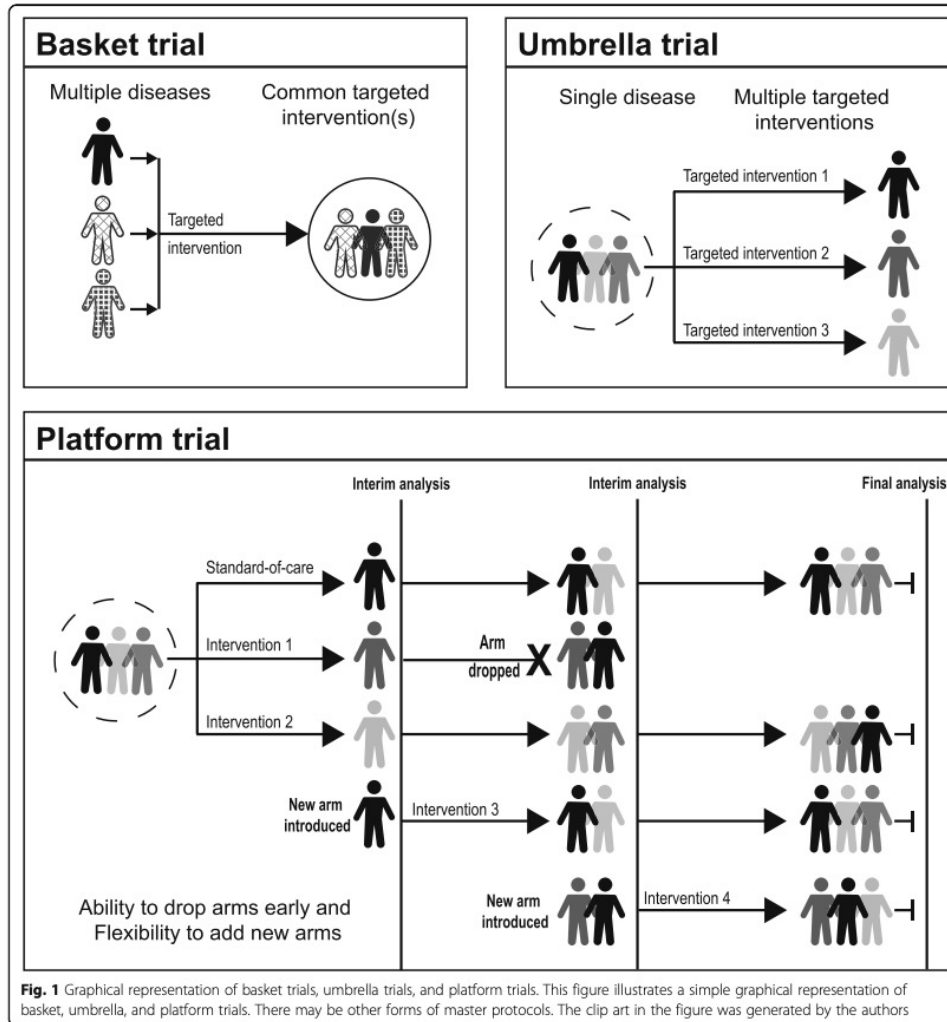 Basket trial
Multiple diseases
Common targeted
intervention(s)
Targeted
intervention
Umbrella trial
Single disease
Multiple targeted
interventions
Targeted intervention 1
Targeted intervention 2
Targeted intervention 3
Platform trial
Interim analysis
Interim analysis
Final analysis
Standard-of-care
Intervention 1
Arm
dropped
X
Intervention 2
New arm
introduced
Intervention 3
New arm
introduced
Intervention 4
Ability to drop arms early and
Flexibility to add new arms
Fig. 1 Graphical representation of basket trials, umbrella trials, and platform trials. This figure illustrates a simple graphical representation of
basket, umbrella, and platform trials. There may be other forms of master protocols. The clip art in the figure was generated by the authors